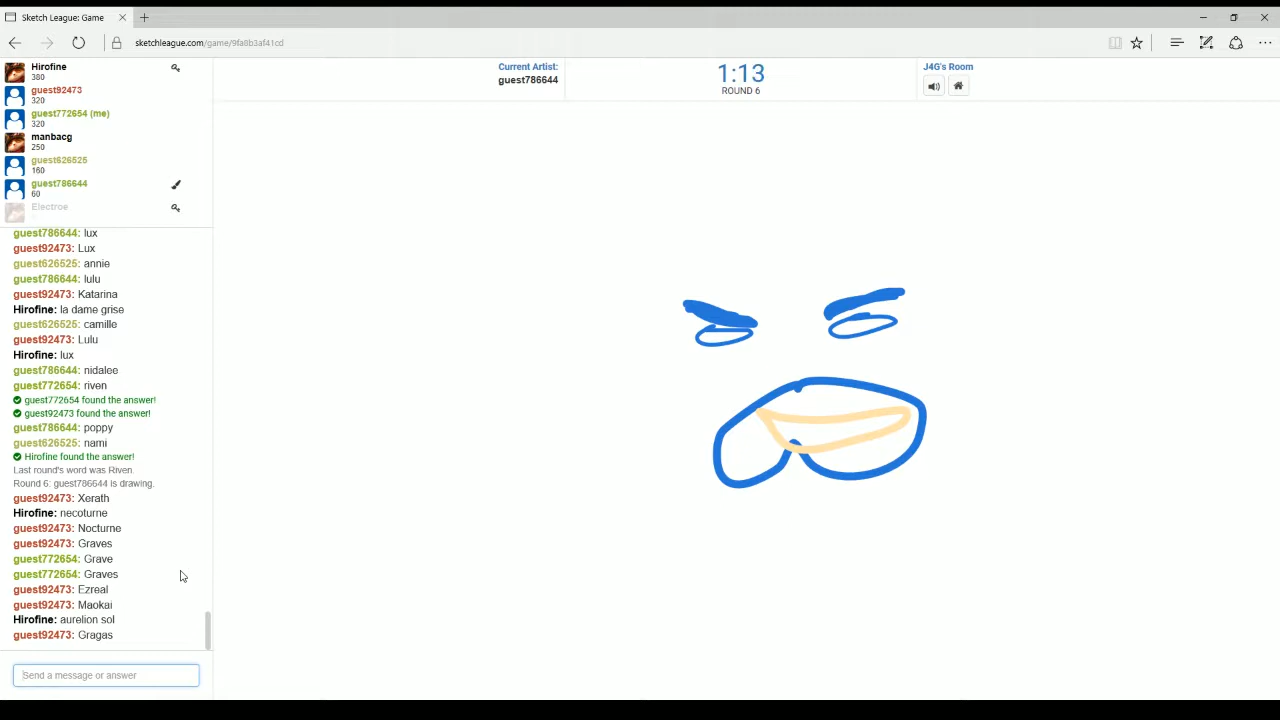 Sketch League: Game
sketchleague.com/game/9fa8b3af41cd
Hirofine
380
guest92473
320
guest772654 (me)
320
manbacg
250
guest626525
160
guest786644
60
Electroe
Current Artist:
guest786644
1:13
ROUND 6
J4G's Room
guest786644: lux
guest92473: Lux
guest626525: annie
guest786644: lulu
guest92473: Katarina
Hirofine: la dame grise
guest626525: camille
guest92473: Lulu
Hirofine: lux
guest786644: nidalee
guest772654: riven
guest772654 found the answer!
guest92473 found the answer!
guest786644: poppy
guest626525: nami
Hirofine found the answer!
Last round's word was Riven.
Round 6: guest786644 is drawing.
guest92473: Xerath
Hirofine: necoturne
guest92473: Nocturne
guest92473: Graves
guest772654: Grave
guest772654: Graves
guest92473: Ezreal
guest92473: Maokai
Hirofine: aurelion sol
guest92473: Gragas
Send a message or answer